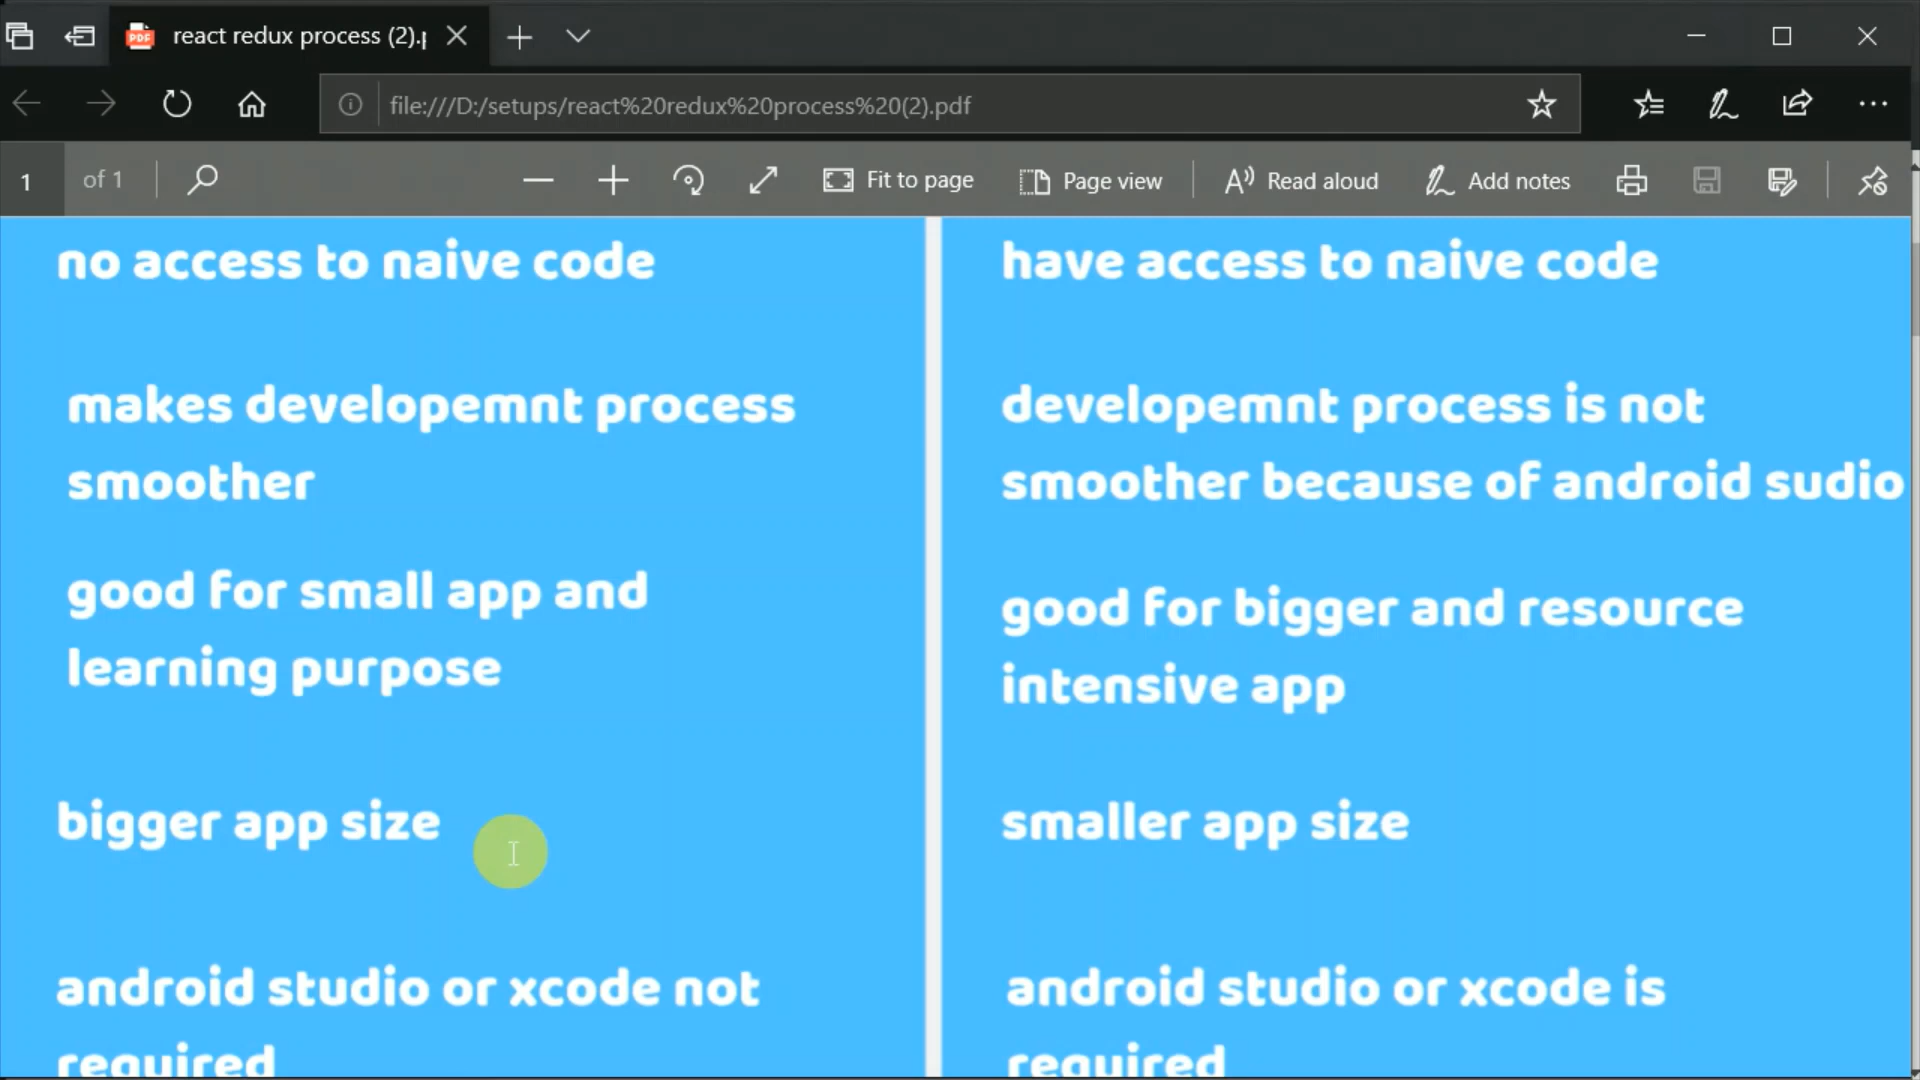 react redux process (2).p
file:///D:/setups/react%20redux%20process%20(2).pdf
1 of 1 Fit to page Page view Read aloud Add notes
no access to naive code
makes developemnt process
smoother
good for small app and
learning purpose
bigger app size
android studio or xcode not
required
have access to naive code
developemnt process is not
smoother because of android sudio
good for bigger and resource
intensive app
smaller app size
android studio or xcode is
required